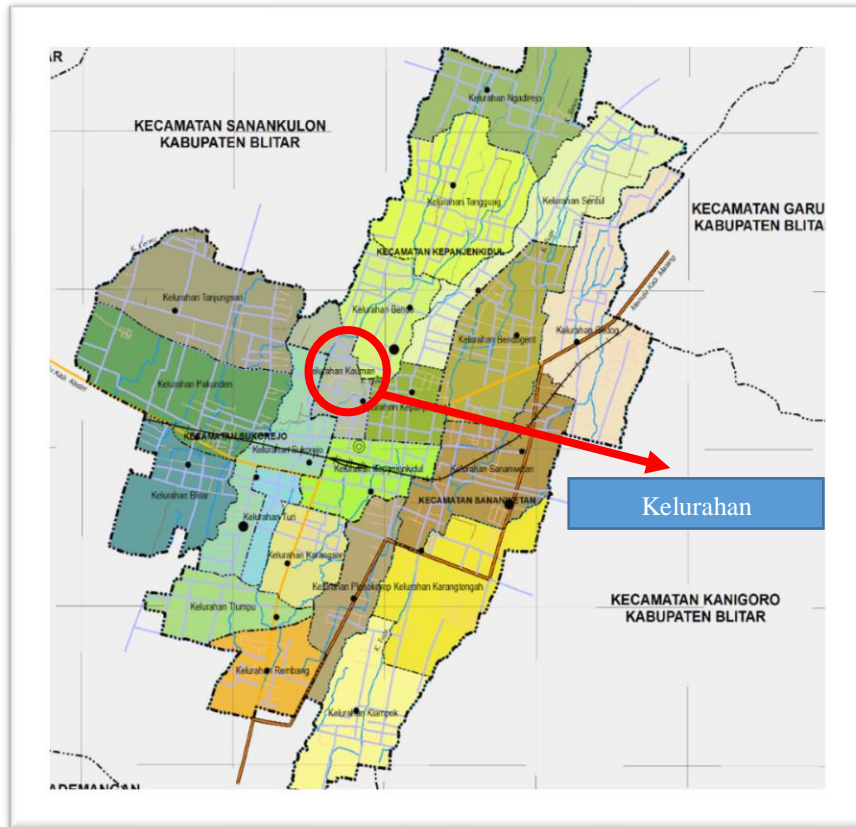 AR
Kelurahan Ngadirejo
KECAMATAN SANANKULON
KABUPATEN BLITAR
Kelurahan Tanggung
Kelurahan Sentul
KECAMATAN GARU
KABUPATEN BLITA
KECAMATAN KEPANJENKIDUL
Menuju Kab. Malang
Kelurahan Tanjungsari
Kelurahan Bendo
Kelurahan Bendogerit
Kelurahan Gedog
Kelurahan Kauman
Kelurahan Pakunden
KECAMATAN SUKOREJO
Kelurahan Sukorejo
Kelurahan Kepanjenkidul
Kelurahan Sananwetan
Kelurahan Blitar
KECAMATAN SANANWETAN
Kelurahan
Kelurahan Turi
Kelurahan Karangsari
Kelurahan Plosokerep
Kelurahan Karangtengah
Kelurahan Tlumpu
KECAMATAN KANIGORO
KABUPATEN BLITAR
Kelurahan Rembang
Kelurahan Klampok
ADEMANGAN